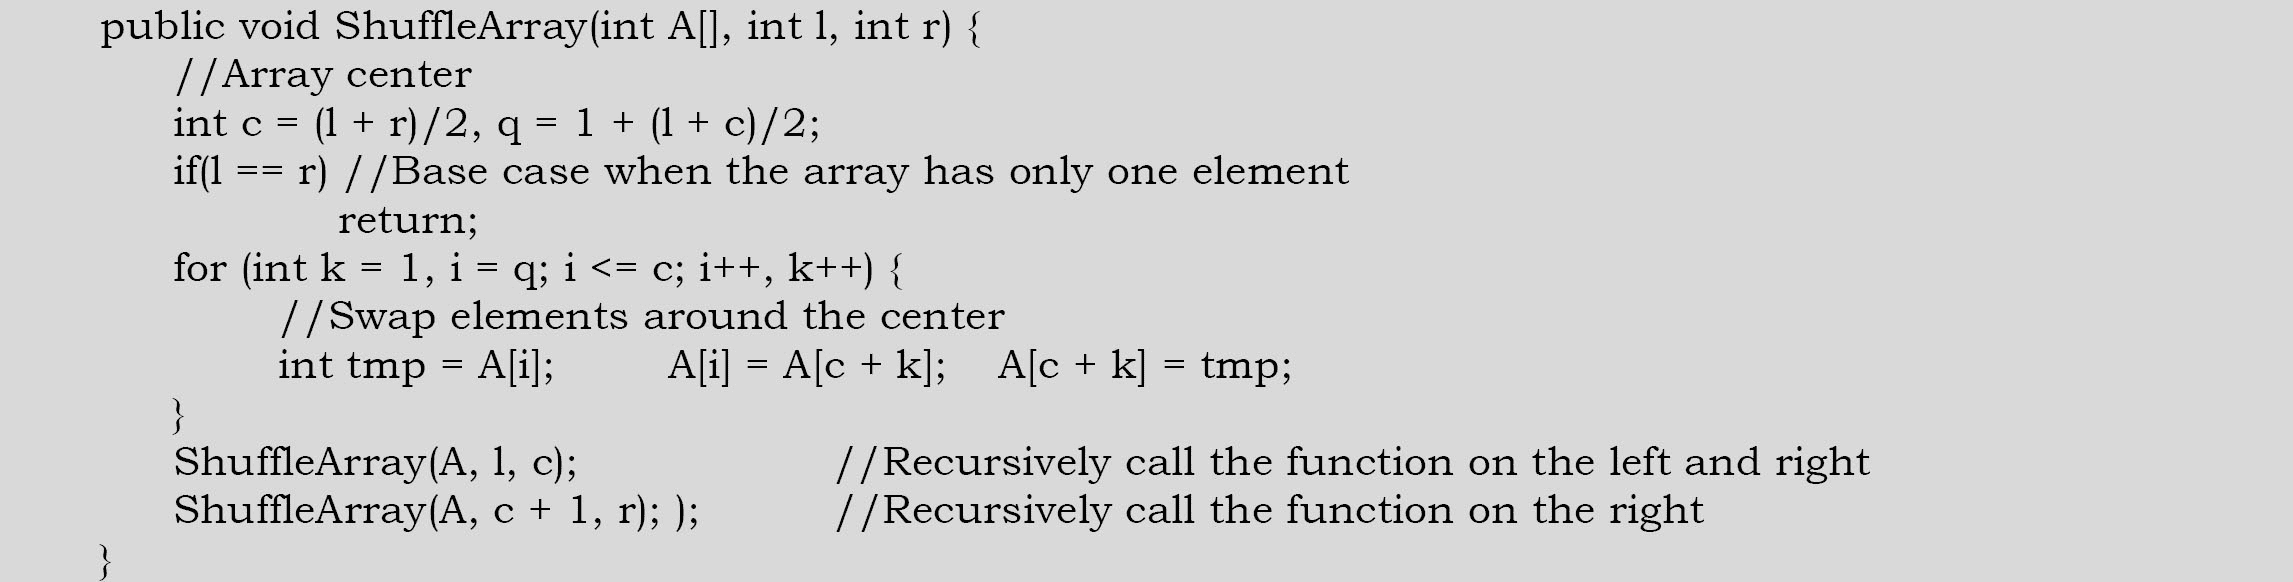 public void ShuffleArray(int A[], int l, int r) {
//Array center
int c = (l + r)/2, q = 1 + (l + c)/2;
if(l == r) //Base case when the array has only one element
return;
for (int k = 1, i = q; i <= c; i++, k++) {
//Swap elements around the center
int tmp = A[i]; A[i] = A[c + k]; A[c + k] = tmp;
}
ShuffleArray(A, l, c); //Recursively call the function on the left and right
ShuffleArray(A, c + 1, r); ); //Recursively call the function on the right
}